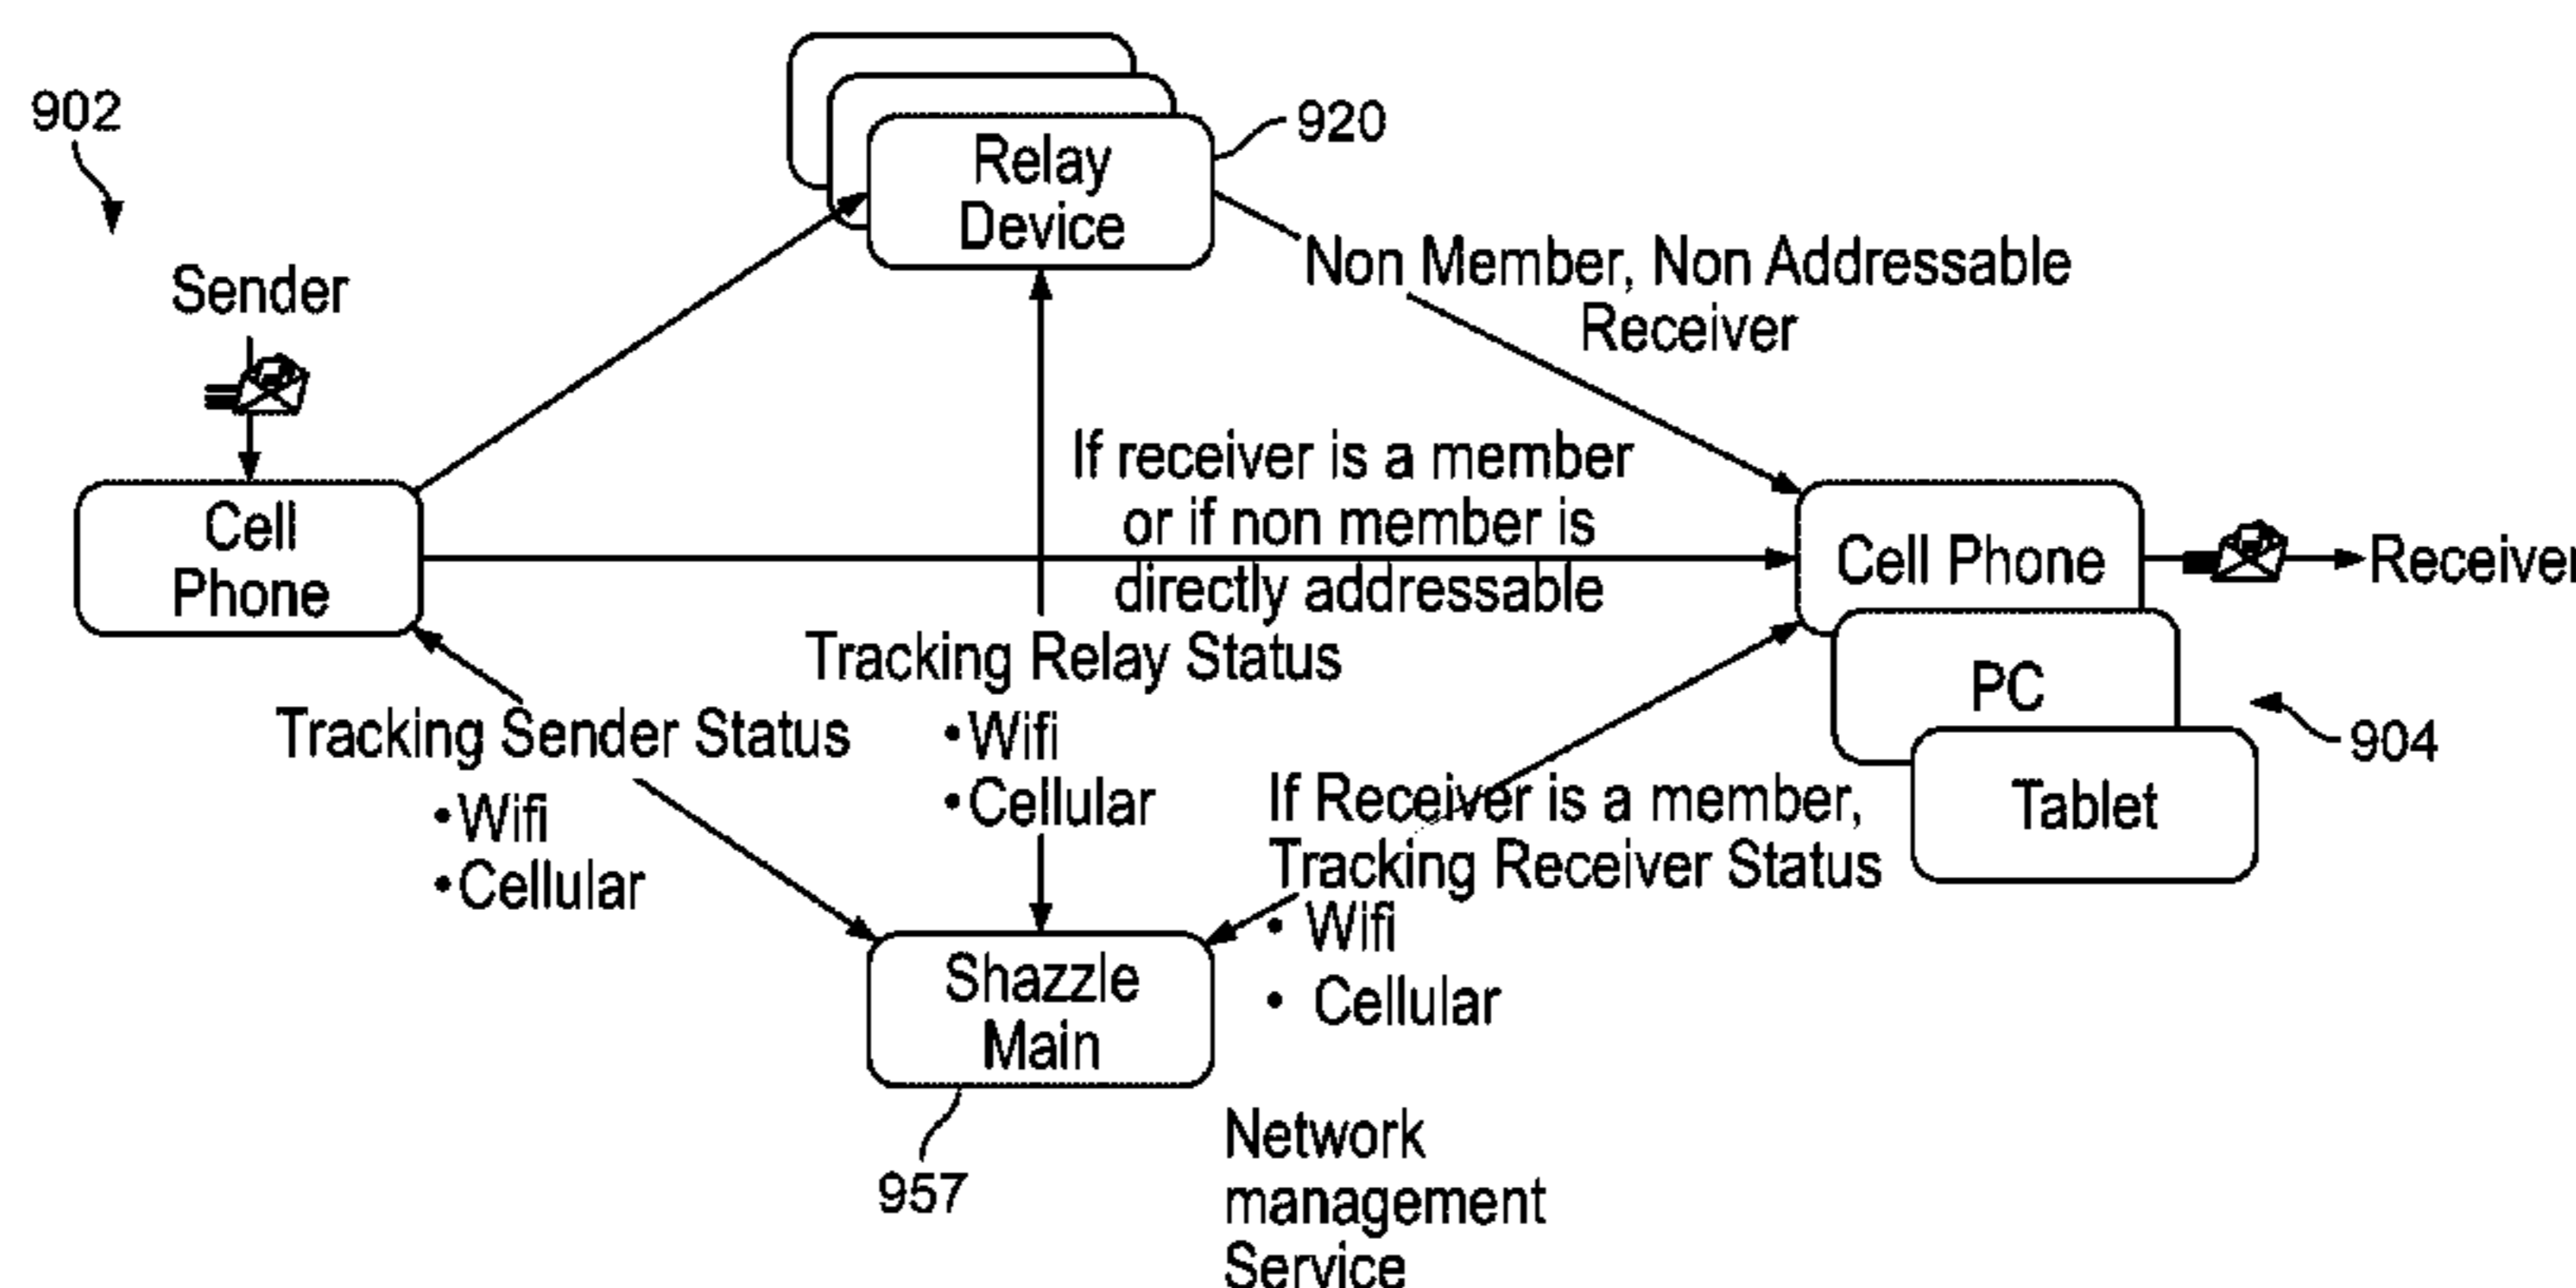 902
920
Relay
Device
Sender
Non Member, Non Addressable
Receiver
If receiver is a member
or if non member is
directly addressable
Cell
Phone
Cell Phone
Receiver
PC
Tablet
904
Tracking Relay Status
•Wifi
•Cellular
Tracking Sender Status
•Wifi
•Cellular
If Receiver is a member,
Tracking Receiver Status
• Wifi
• Cellular
Shazzle
Main
957
Network
management
Service